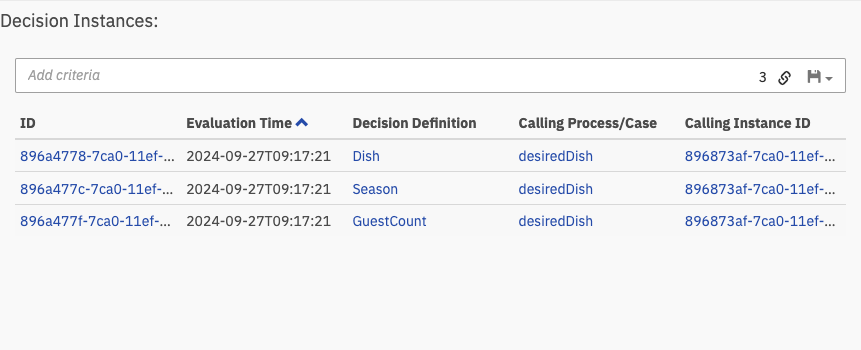 Decision Instances:
Add criteria 3
ID Evaluation Time Decision Definition Calling Process/Case Calling Instance ID
896a4778-7ca0-11ef-... 2024-09-27T09:17:21 Dish desiredDish 896873af-7ca0-11ef-...
896a477c-7ca0-11ef-... 2024-09-27T09:17:21 Season desiredDish 896873af-7ca0-11ef-...
896a477f-7ca0-11ef-... 2024-09-27T09:17:21 GuestCount desiredDish 896873af-7ca0-11ef-...